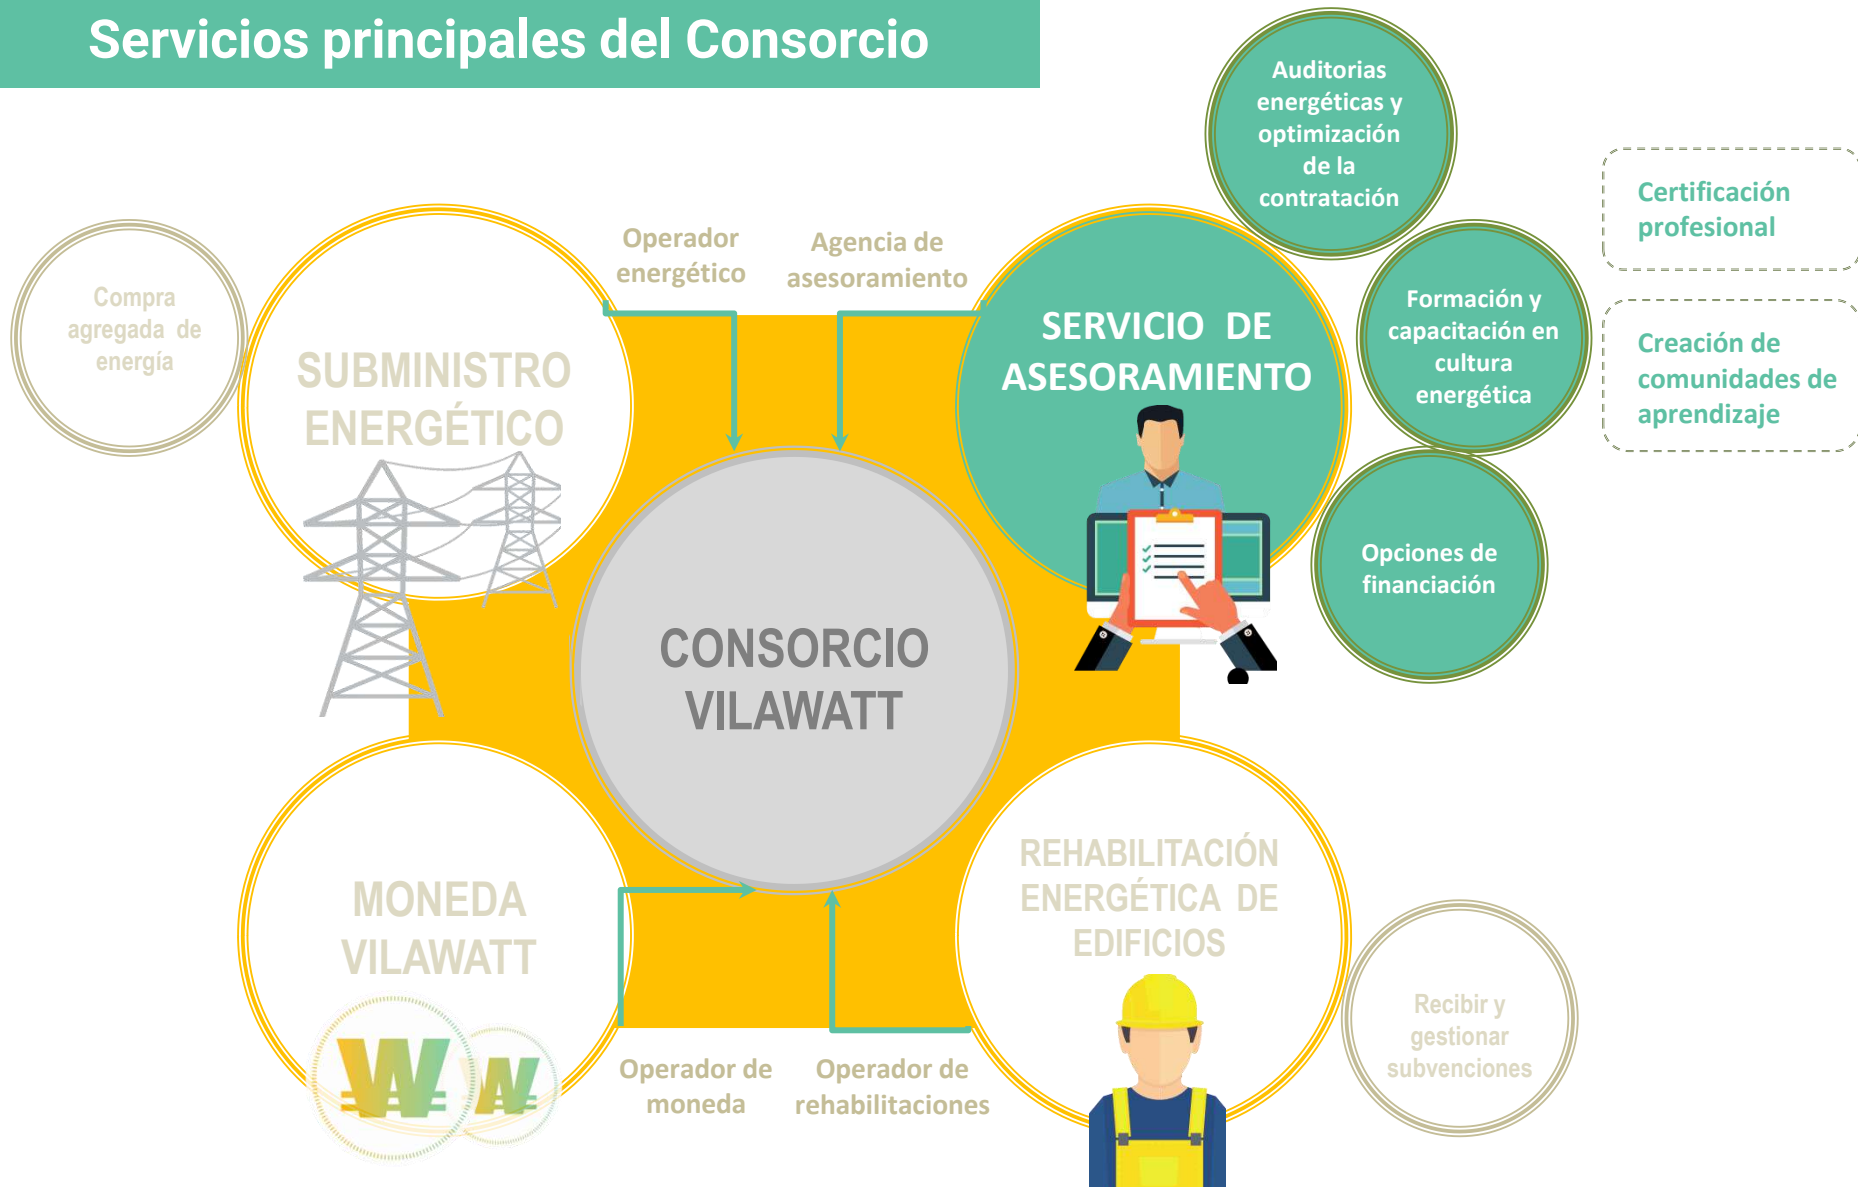 Servicios principales del Consorcio
Auditorias
energéticas y
optimización
de la
contratación
Certificación
profesional
Formación y
capacitación en
cultura
energética
Creación de
comunidades de
aprendizaje
Opciones de
financiación
Operador
energético
Agencia de
asesoramiento
Compra
agregada de
energía
SUBMINISTRO
ENERGÉTICO
SERVICIO DE
ASESORAMIENTO
CONSORCIO
VILAWATT
MONEDA
VILAWATT
REHABILITACIÓN
ENERGÉTICA DE
EDIFICIOS
Recibir y
gestionar
subvenciones
Operador de
moneda
Operador de
rehabilitaciones